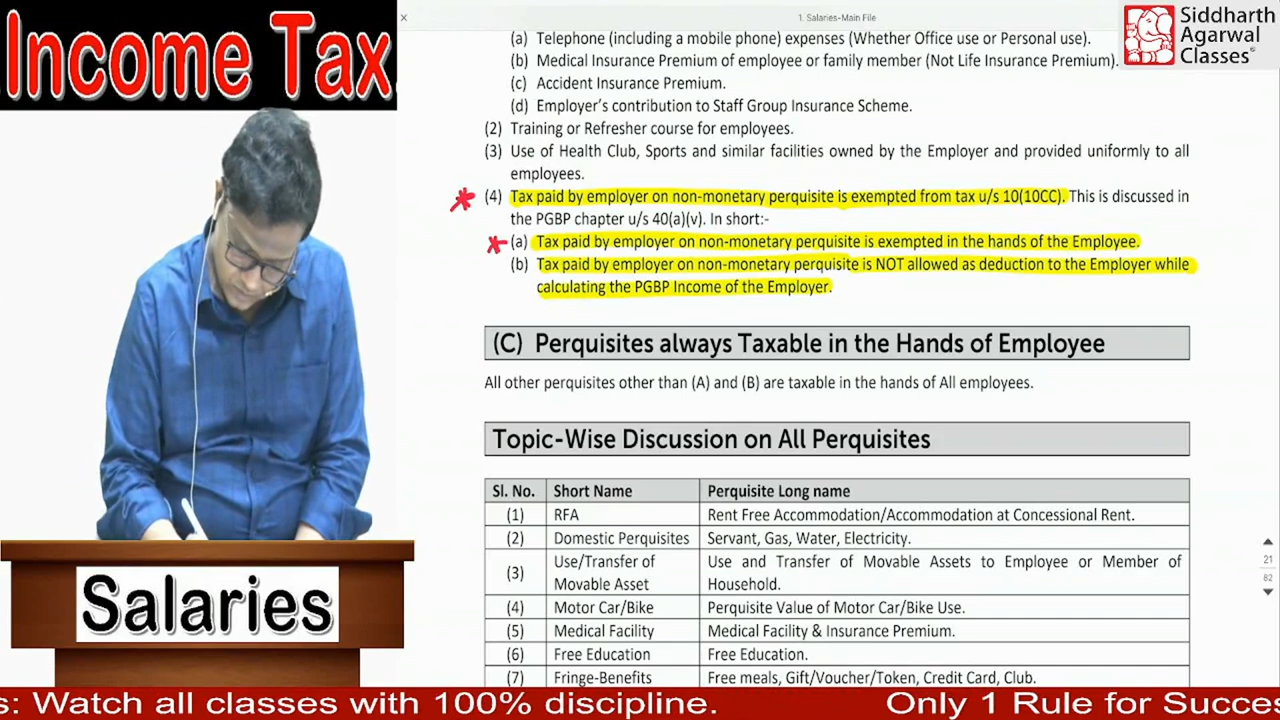 Income Tax
1. Salaries-Main File
Siddharth
Agarwal
Classes
(a) Telephone (including a mobile phone) expenses (Whether Office use or Personal use).
(b) Medical Insurance Premium of employee or family member (Not Life Insurance Premium).
(c) Accident Insurance Premium.
(d) Employer's contribution to Staff Group Insurance Scheme.
(2) Training or Refresher course for employees.
(3) Use of Health Club, Sports and similar facilities owned by the Employer and provided uniformly to all
employees.
(4) Tax paid by employer on non-monetary perquisite is exempted from tax u/s 10(10CC). This is discussed in
the PGBP chapter u/s 40(a)(v). In short:-
(a) Tax paid by employer on non-monetary perquisite is exempted in the hands of the Employee.
(b) Tax paid by employer on non-monetary perquisite is NOT allowed as deduction to the Employer while
calculating the PGBP Income of the Employer.
(C) Perquisites always Taxable in the Hands of Employee
All other perquisites other than (A) and (B) are taxable in the hands of All employees.
Topic-Wise Discussion on All Perquisites
Sl. No. Short Name Perquisite Long name
(1) RFA Rent Free Accommodation/Accommodation at Concessional Rent.
(2) Domestic Perquisites Servant, Gas, Water, Electricity.
(3) Use/Transfer of Use and Transfer of Movable Assets to Employee or Member of
Movable Asset Household.
(4) Motor Car/Bike Perquisite Value of Motor Car/Bike Use.
(5) Medical Facility Medical Facility & Insurance Premium.
(6) Free Education Free Education.
(7) Fringe-Benefits Free meals, Gift/Voucher/Token, Credit Card, Club.
21
62
Salaries
s: Watch all classes with 100% discipline. Only 1 Rule for Succes